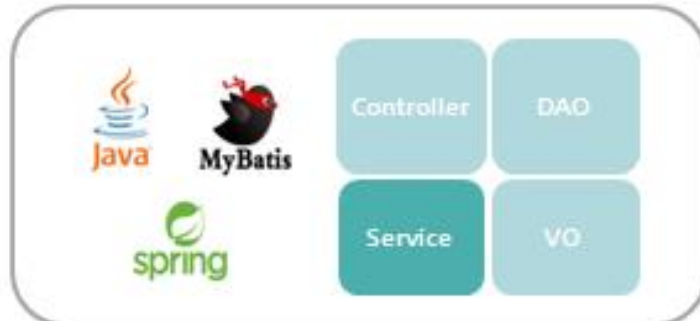 Controller DAO
Java
MyBatis
Service VO
spring